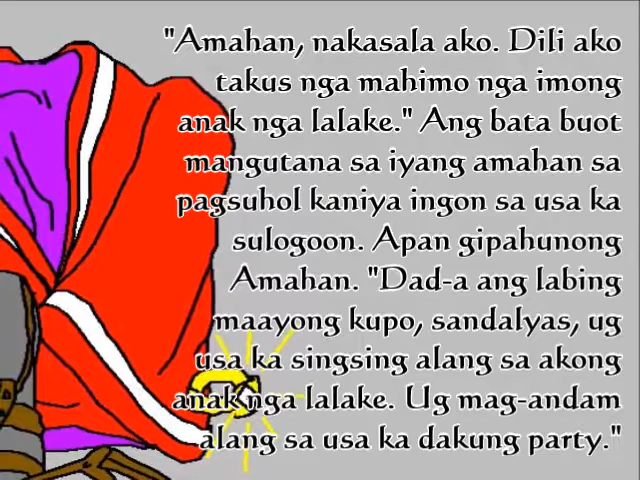 "Amahan, nakasala ako. Dili ako
takus nga mahimo nga imong
anak nga lalake." Ang bata buot
mangutana sa iyang amahan sa
pagsuhol kaniya ingon sa usa ka
sulogoon. Apan gipahunong
Amahan. "Dad-a ang labing
maayong kupo, sandalyas, ug
usa ka singsing alang sa akong
anak nga lalake. Ug mag-andam
alang sa usa ka dakung party."